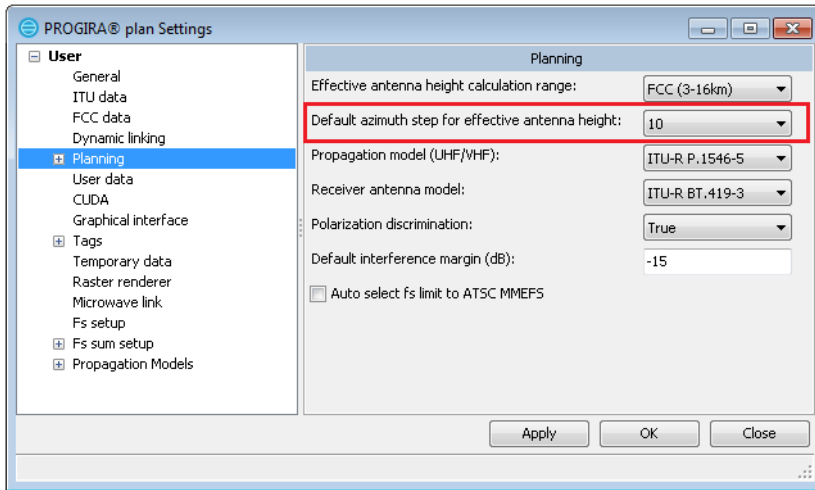 PROGIRA® plan Settings
User
General
ITU data
FCC data
Dynamic linking
Planning
User data
CUDA
Graphical interface
Tags
Temporary data
Raster renderer
Microwave link
Fs setup
Fs sum setup
Propagation Models
Planning
Effective antenna height calculation range: FCC (3-16km)
Default azimuth step for effective antenna height: 10
Propagation model (UHF/VHF): ITU-R P.1546-5
Receiver antenna model: ITU-R BT.419-3
Polarization discrimination: True
Default interference margin (dB): -15
Auto select fs limit to ATSC MMEFS
Apply OK Close